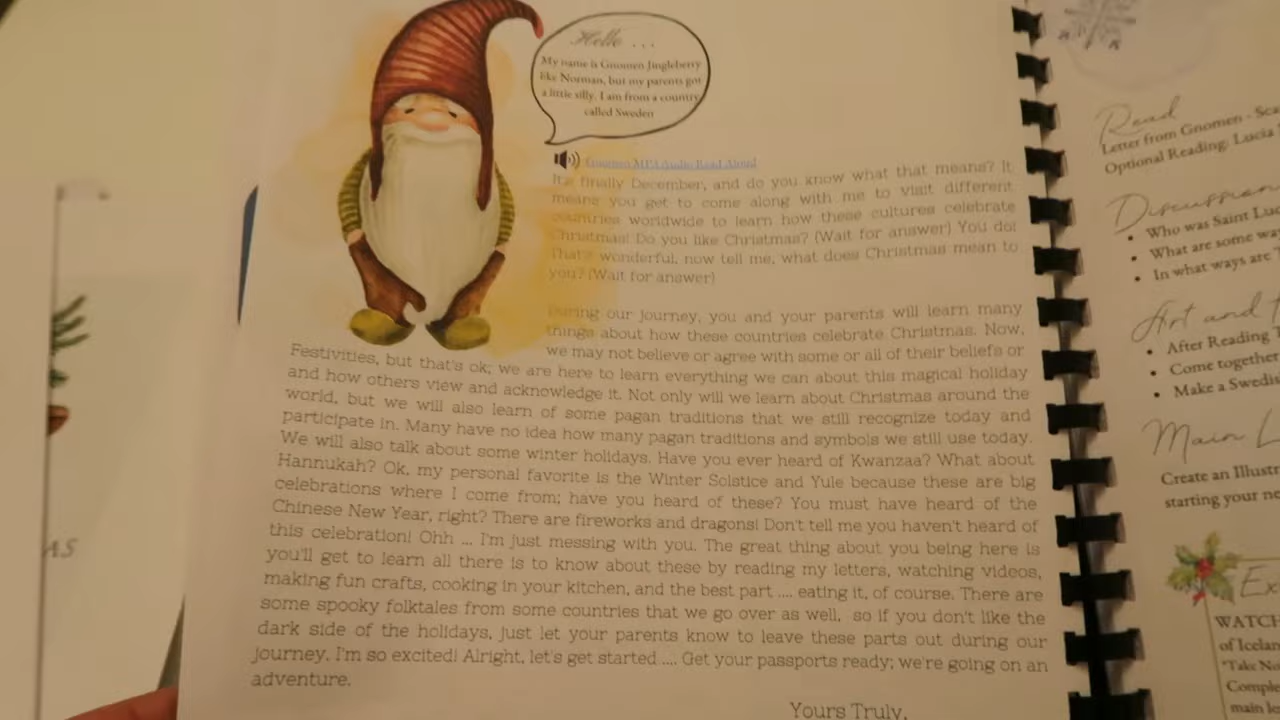 Hello ...
My name is Gnomen Jingleberry
like Norman, but my parents got
a little silly. I am from a country
called Sweden
Gnomen MP3 Audio Read Aloud
It's finally December, and do you know what that means? It
means you get to come along with me to visit different
countries worldwide to learn how these cultures celebrate
Christmas! Do you like Christmas? (Wait for answer) You do!
That's wonderful, now tell me, what does Christmas mean to
you? (Wait for answer)
During our journey, you and your parents will learn many
things about how these countries celebrate Christmas. Now,
we may not believe or agree with some or all of their beliefs or
Festivities, but that's ok; we are here to learn everything we can about this magical holiday
and how others view and acknowledge it. Not only will we learn about Christmas around the
world, but we will also learn of some pagan traditions that we still recognize today and
participate in. Many have no idea how many pagan traditions and symbols we still use today.
We will also talk about some winter holidays. Have you ever heard of Kwanzaa? What about
Hannukah? Ok, my personal favorite is the Winter Solstice and Yule because these are big
celebrations where I come from; have you heard of these? You must have heard of the
Chinese New Year, right? There are fireworks and dragons! Don't tell me you haven't heard of
this celebration! Ohh ... I'm just messing with you. The great thing about you being here is
you'll get to learn all there is to know about these by reading my letters, watching videos,
making fun crafts, cooking in your kitchen, and the best part .... eating it, of course. There are
some spooky folktales from some countries that we go over as well, so if you don't like the
dark side of the holidays, just let your parents know to leave these parts out during our
journey. I'm so excited! Alright, let's get started .... Get your passports ready; we're going on an
adventure.
Yours Truly,
AS
Read
Letter from Gnomen - Sca
Optional Reading: Lucia
Discussion
• Who was Saint Luc
• What are some way
• In what ways are
Art and
• After Reading
• Come together
• Make a Swedis
Main L
Create an Illustr
starting your ne
Ex
WATCH
of Icelan
*Take No
Comple
main le